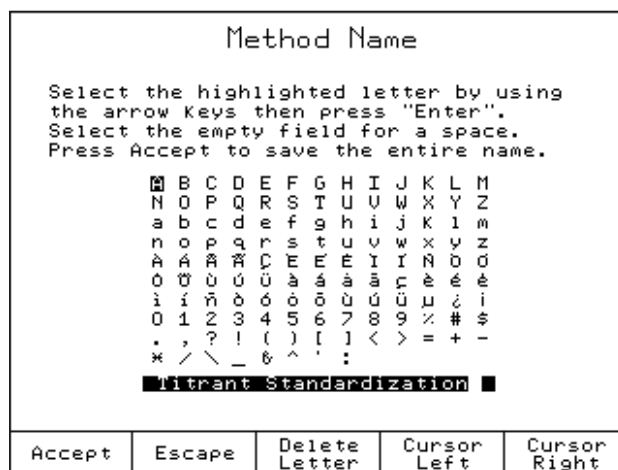 Method Name
Select the highlighted letter by using
the arrow Keys then press "Enter".
Select the empty field for a space.
Press Accept to save the entire name.
A B C D E F G H I J K L M
N O P Q R S T U V W X Y Z
a b c d e f g h i j k l m
n o p q r s t u v w x y z
0 1 2 3 4 5 6 7 8 9 % # $
. , ? ! ( ) [ ] < > = + -
* / \ _ & ^ ' :
Titrant Standardization
Accept
Escape
Delete
Letter
Cursor
Left
Cursor
Right